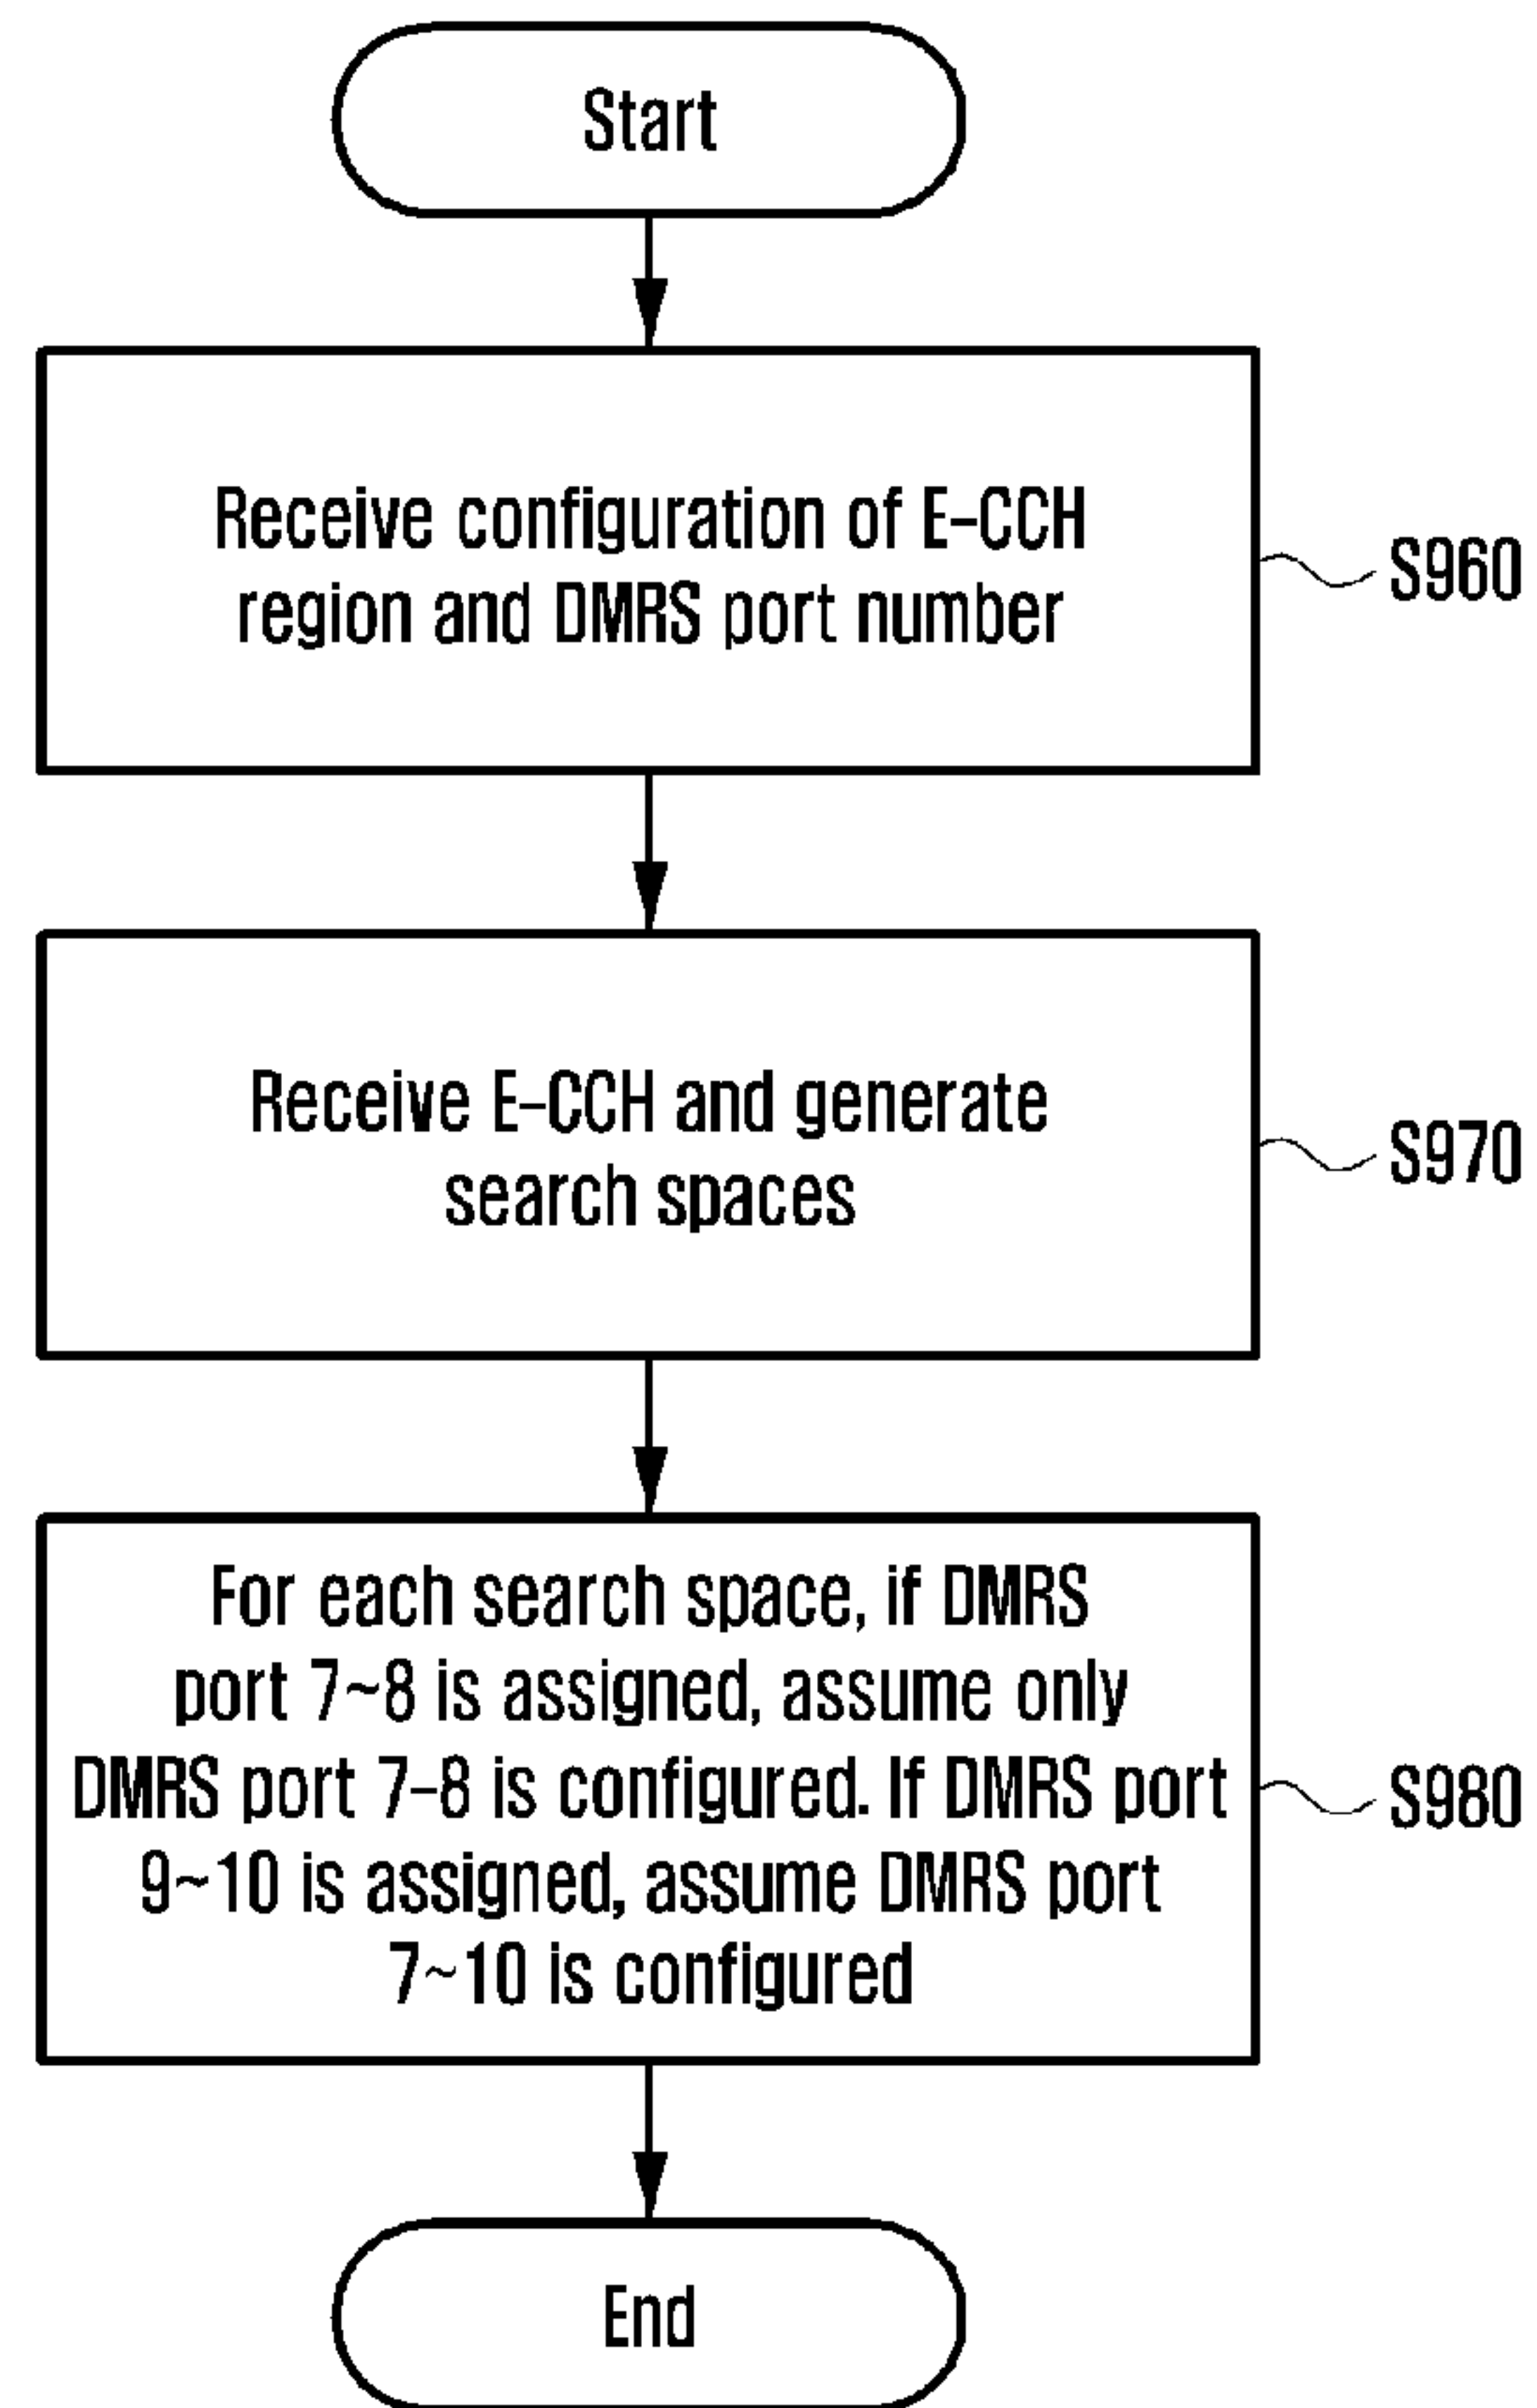 Start
Receive configuration of E-CCH
region and DMRS port number
S960
Receive E-CCH and generate
search spaces
S970
For each search space, if DMRS
port 7~8 is assigned, assume only
DMRS port 7-8 is configured. If DMRS port
9~10 is assigned, assume DMRS port
7~10 is configured
S980
End